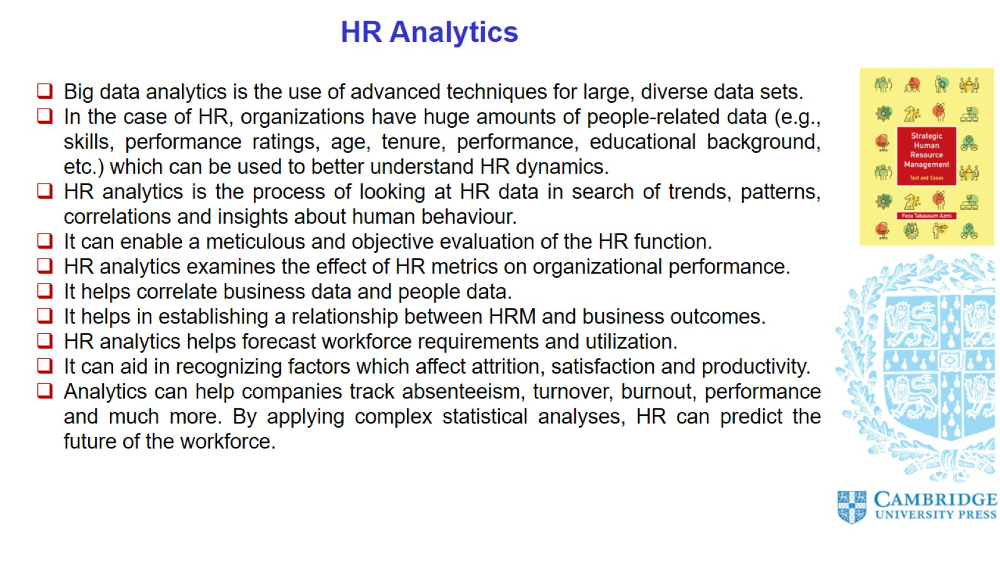 HR Analytics
❑ Big data analytics is the use of advanced techniques for large, diverse data sets.
❑ In the case of HR, organizations have huge amounts of people-related data (e.g.,
skills, performance ratings, age, tenure, performance, educational background,
etc.) which can be used to better understand HR dynamics.
❑ HR analytics is the process of looking at HR data in search of trends, patterns,
correlations and insights about human behaviour.
❑ It can enable a meticulous and objective evaluation of the HR function.
❑ HR analytics examines the effect of HR metrics on organizational performance.
❑ It helps correlate business data and people data.
❑ It helps in establishing a relationship between HRM and business outcomes.
❑ HR analytics helps forecast workforce requirements and utilization.
❑ It can aid in recognizing factors which affect attrition, satisfaction and productivity.
❑ Analytics can help companies track absenteeism, turnover, burnout, performance
and much more. By applying complex statistical analyses, HR can predict the
future of the workforce.
Strategic
Human
Resource
Management
Text and Cases
Feza Tabassum Azmi
CAMBRIDGE
UNIVERSITY PRESS